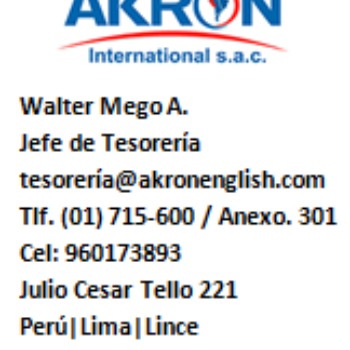 AKRON
International s.a.c.
Walter Mego A.
Jefe de Tesorería
tesorería@akronenglish.com
Tlf. (01) 715-600 / Anexo. 301
Cel: 960173893
Julio Cesar Tello 221
Perú|Lima|Lince